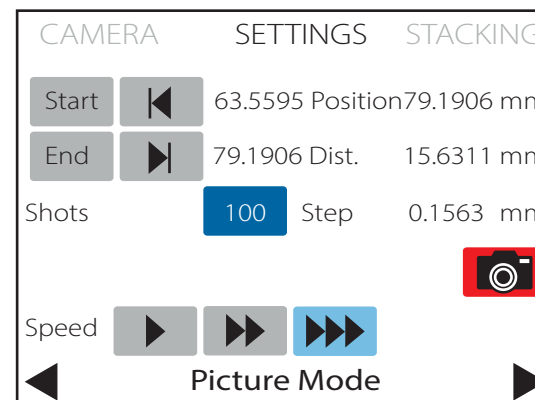 CAMERA SETTINGS STACKING
Start 63.5595 Position 79.1906 mm
End 79.1906 Dist. 15.6311 mm
Shots 100 Step 0.1563 mm
Speed
Picture Mode